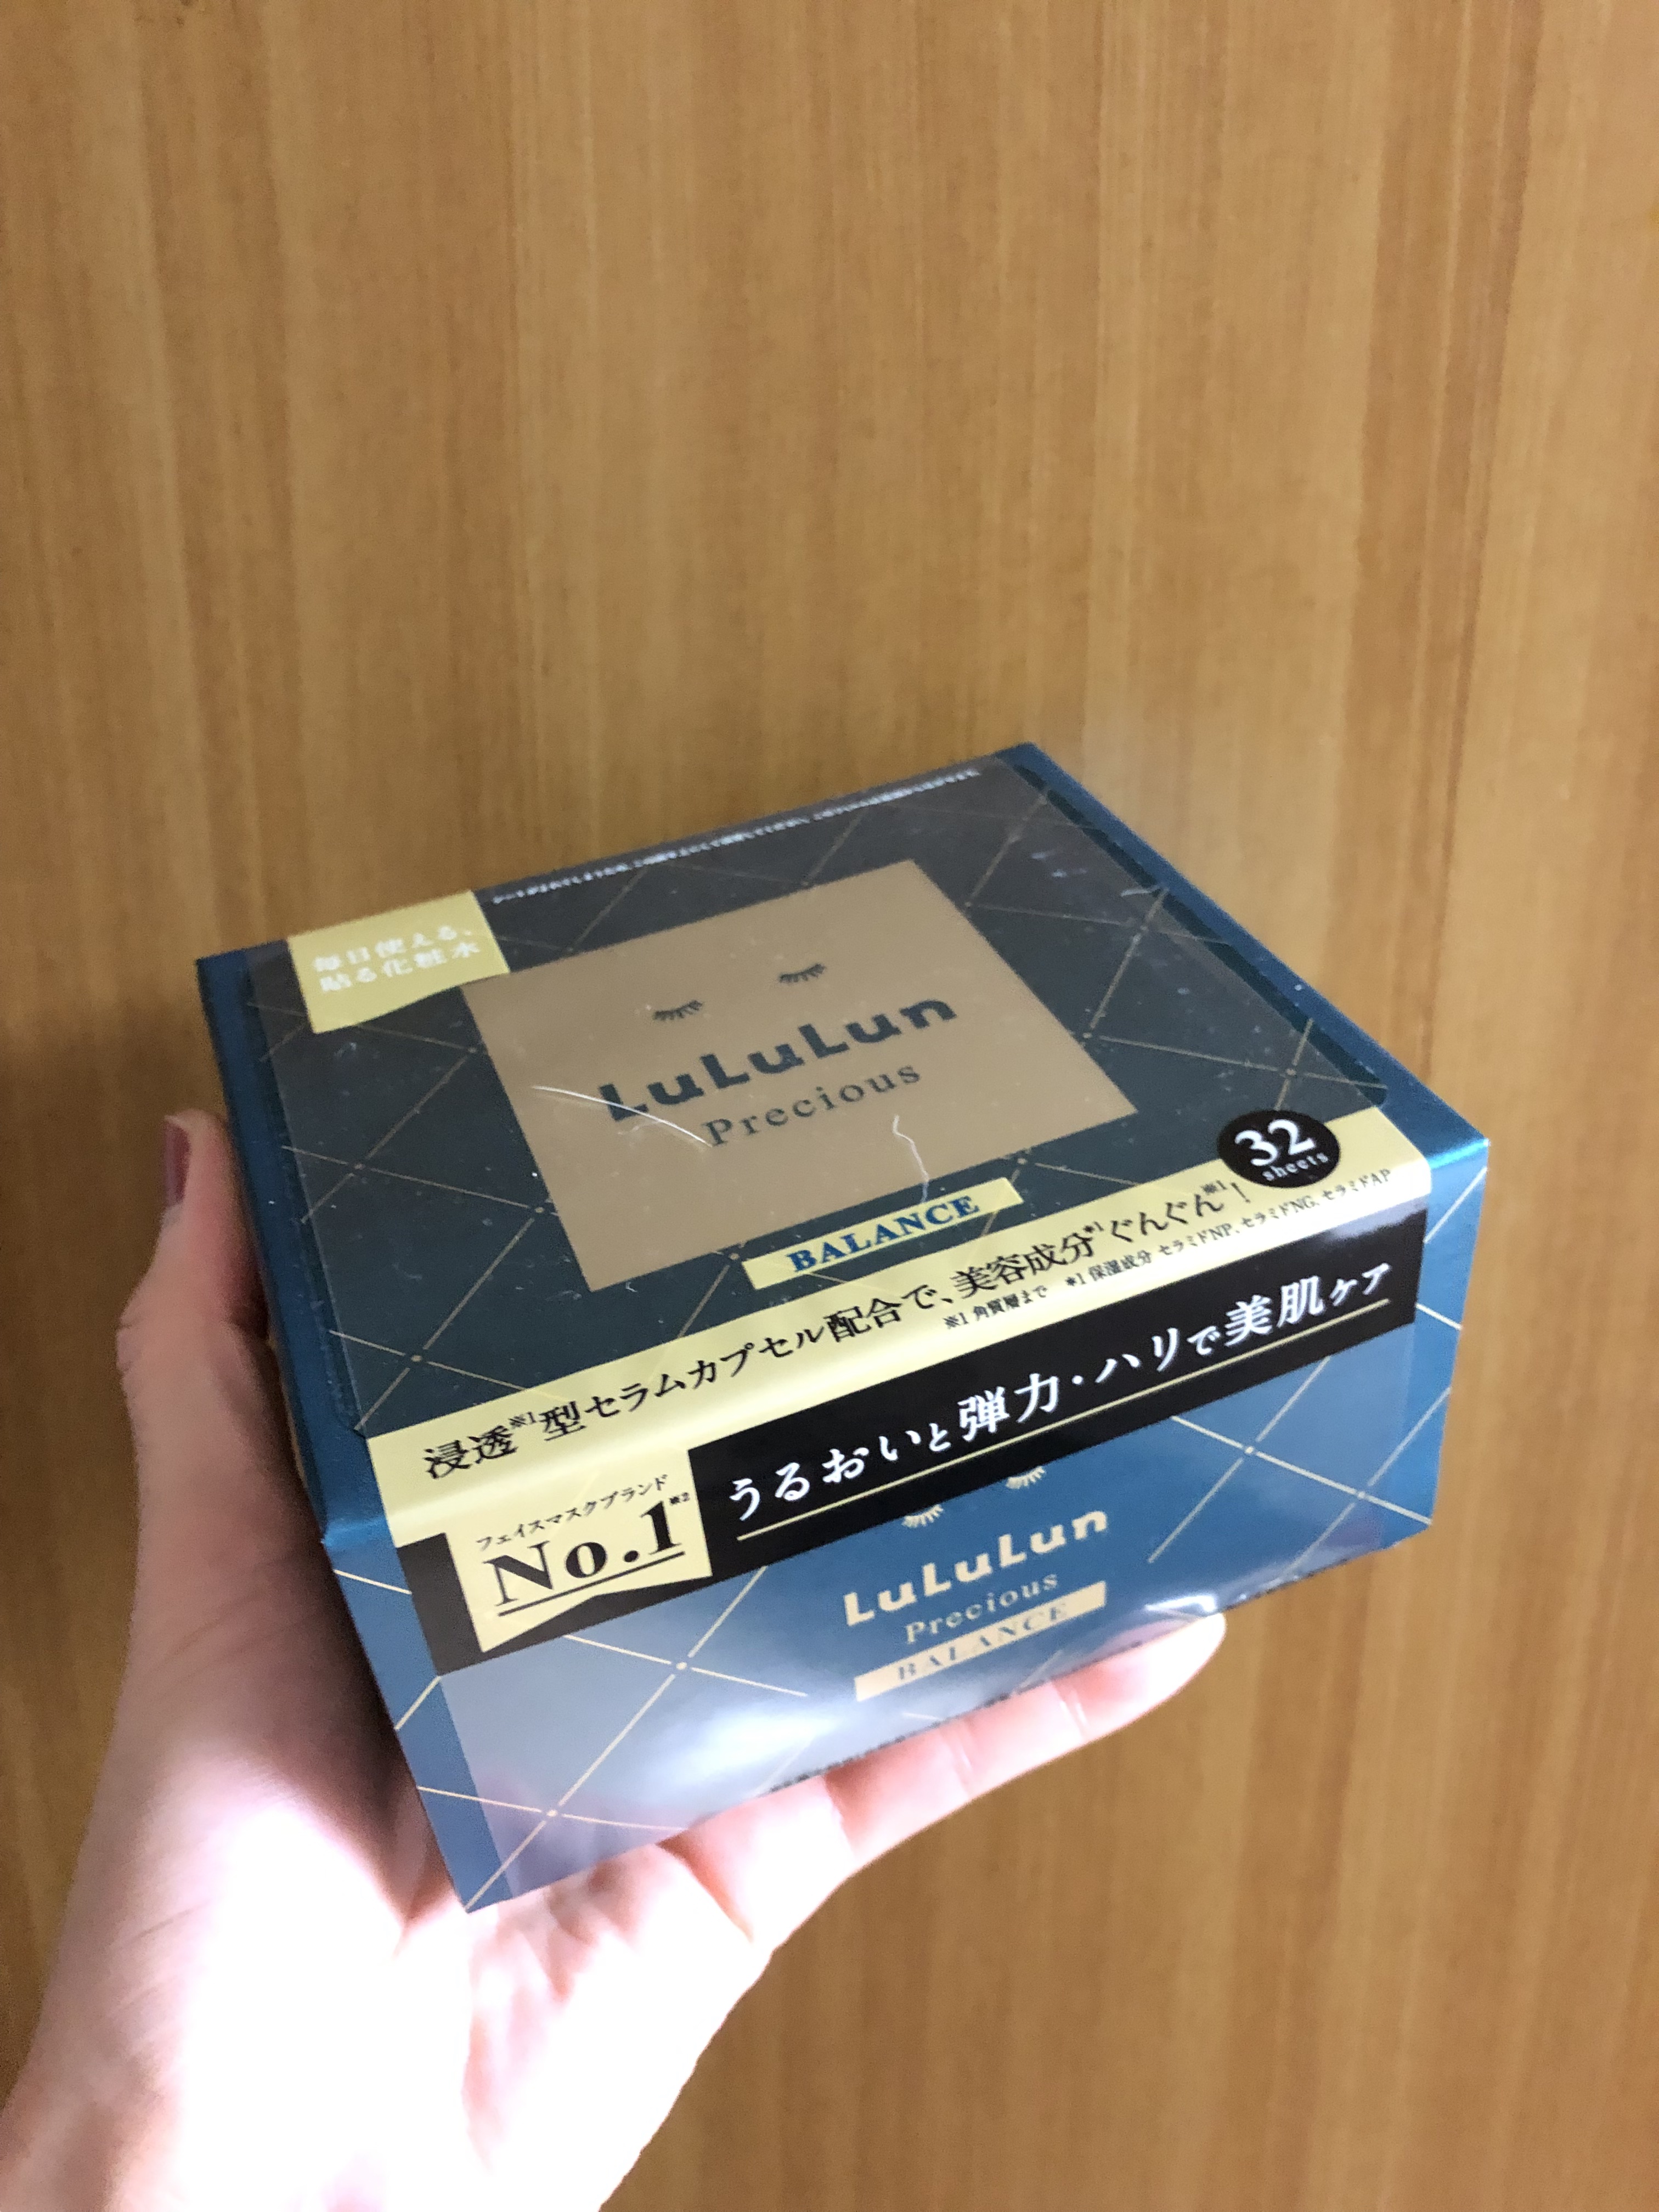 毎日使える、
貼る化粧水
LuLuLun
Precious
BALANCE
32
sheets
浸透※1型セラムカプセル配合で、美容成分*1ぐんぐん※1!
※1 角質層まで *1 保湿成分 セラミドNP、セラミドNG、セラミドAP
フェイスマスクブランド
No.1※2
うるおいと弾力・ハリで美肌ケア
LuLuLun
Precious
BALANCE